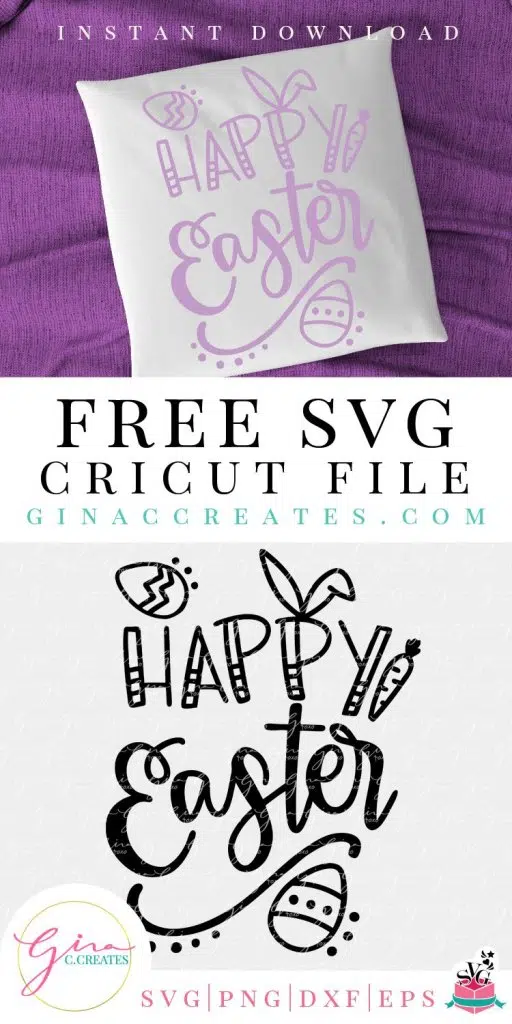 INSTANT DOWNLOAD
HAPPY
Easter
FREE SVG
CRICUT FILE
GINACCREATES.COM
HAPPY
Easter
Gina
C.CREATES
SVG
SVG|PNG|DXF|EPS